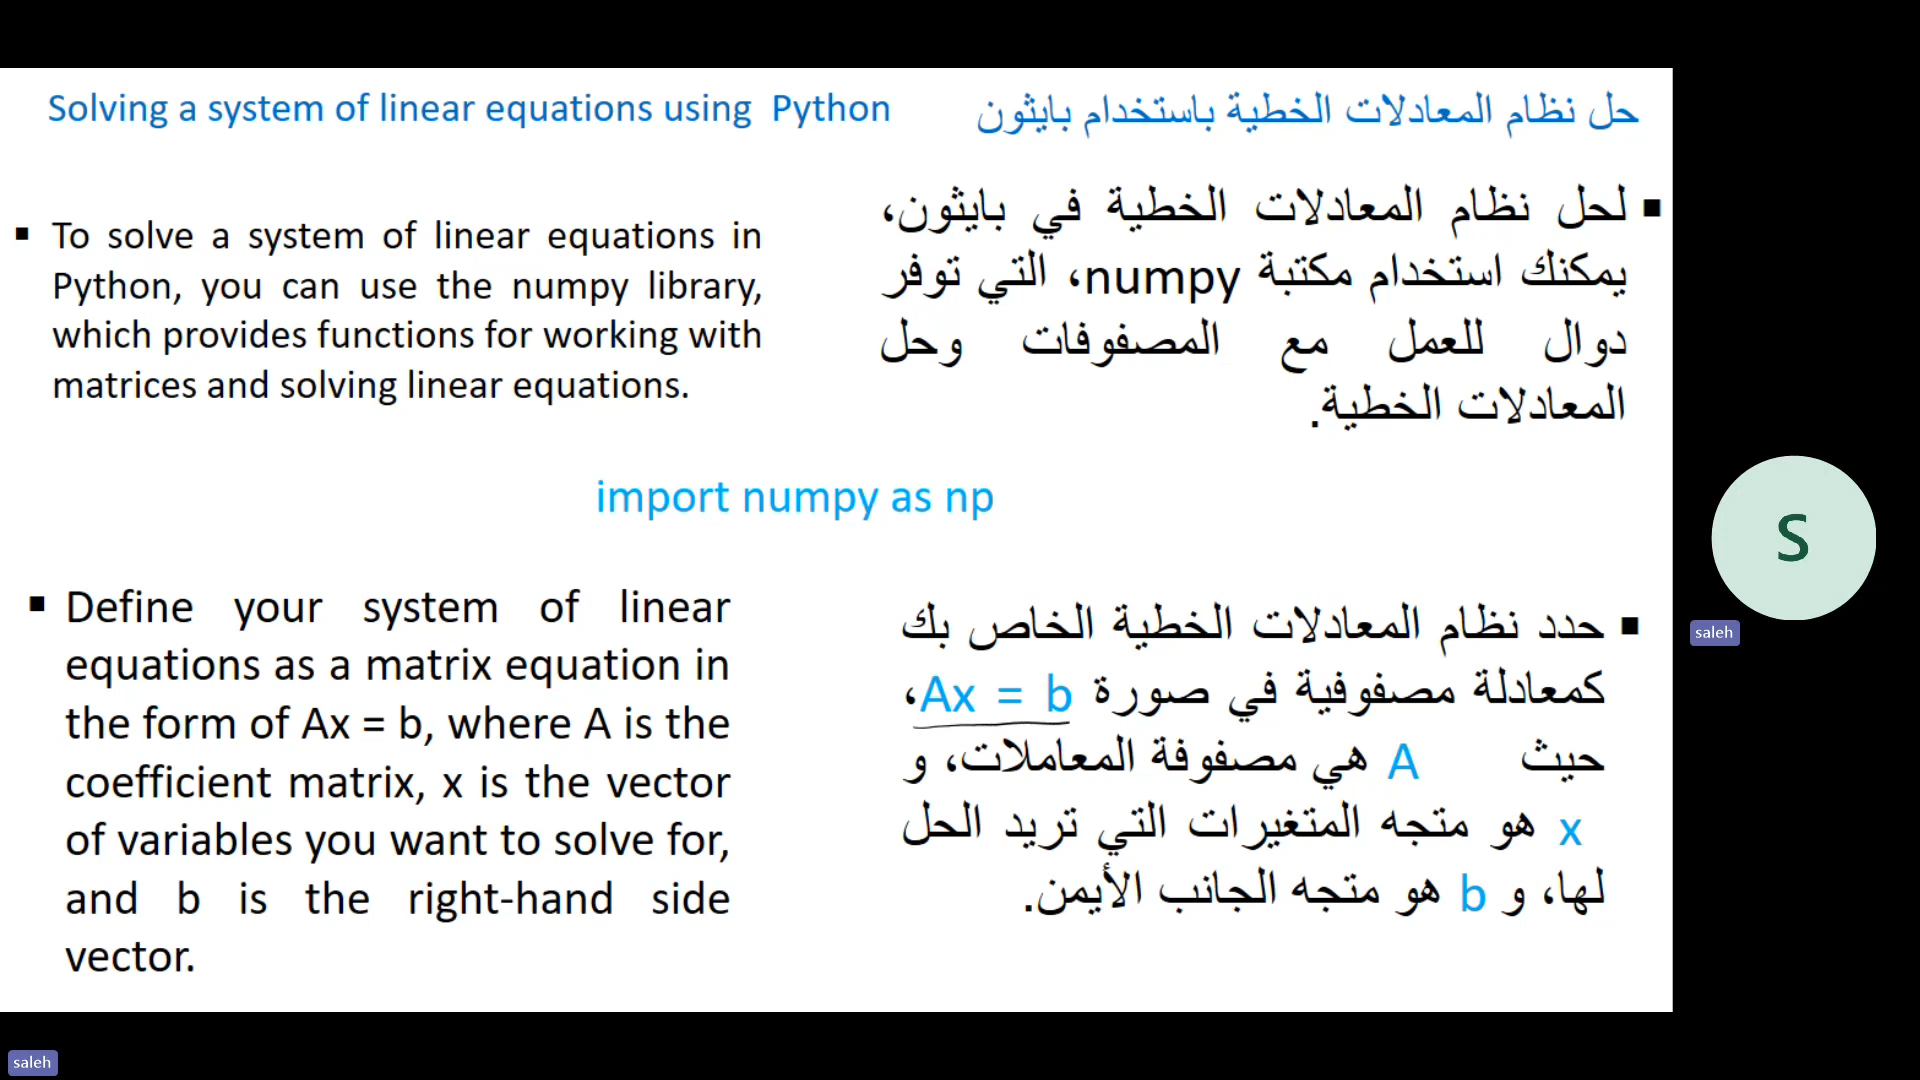 Solving a system of linear equations using Python
حل نظام المعادلات الخطية باستخدام بايثون
▪ To solve a system of linear equations in
Python, you can use the numpy library,
which provides functions for working with
matrices and solving linear equations.
▪ لحل نظام المعادلات الخطية في بايثون،
يمكنك استخدام مكتبة numpy، التي توفر
دوال للعمل مع المصفوفات وحل
المعادلات الخطية.
import numpy as np
▪ Define your system of linear
equations as a matrix equation in
the form of Ax = b, where A is the
coefficient matrix, x is the vector
of variables you want to solve for,
and b is the right-hand side
vector.
▪ حدد نظام المعادلات الخطية الخاص بك
كمعادلة مصفوفية في صورة Ax = b،
حيث A هي مصفوفة المعاملات، و
x هو متجه المتغيرات التي تريد الحل
لها، و b هو متجه الجانب الأيمن.
S
saleh
saleh